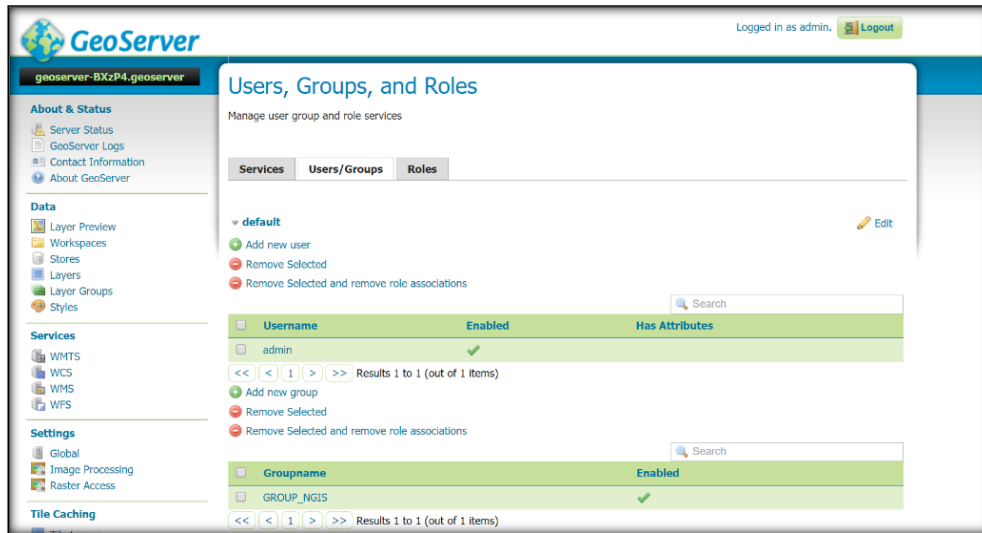 GeoServer
Logged in as admin.
Logout
geoserver-BXzP4.geoserver
About & Status
Server Status
GeoServer Logs
Contact Information
About GeoServer
Data
Layer Preview
Workspaces
Stores
Layers
Layer Groups
Styles
Services
WMTS
WCS
WMS
WFS
Settings
Global
Image Processing
Raster Access
Tile Caching
Users, Groups, and Roles
Manage user group and role services
Services Users/Groups Roles
default
Edit
Add new user
Remove Selected
Remove Selected and remove role associations
Search
Username Enabled Has Attributes
admin
<< < 1 > >> Results 1 to 1 (out of 1 items)
Add new group
Remove Selected
Remove Selected and remove role associations
Search
Groupname Enabled
GROUP_NGIS
<< < 1 > >> Results 1 to 1 (out of 1 items)